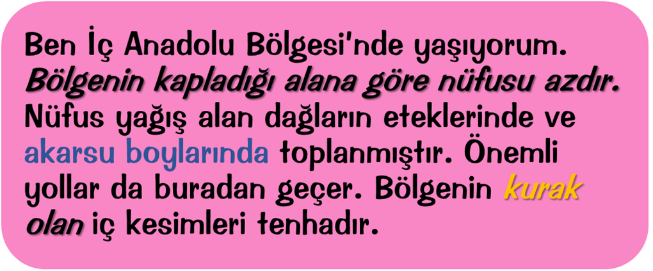 Ben İç Anadolu Bölgesi'nde yaşıyorum.
Bölgenin kapladığı alana göre nüfusu azdır.
Nüfus yağış alan dağların eteklerinde ve
akarsu boylarında toplanmıştır. Önemli
yollar da buradan geçer. Bölgenin kurak
olan iç kesimleri tenhadır.